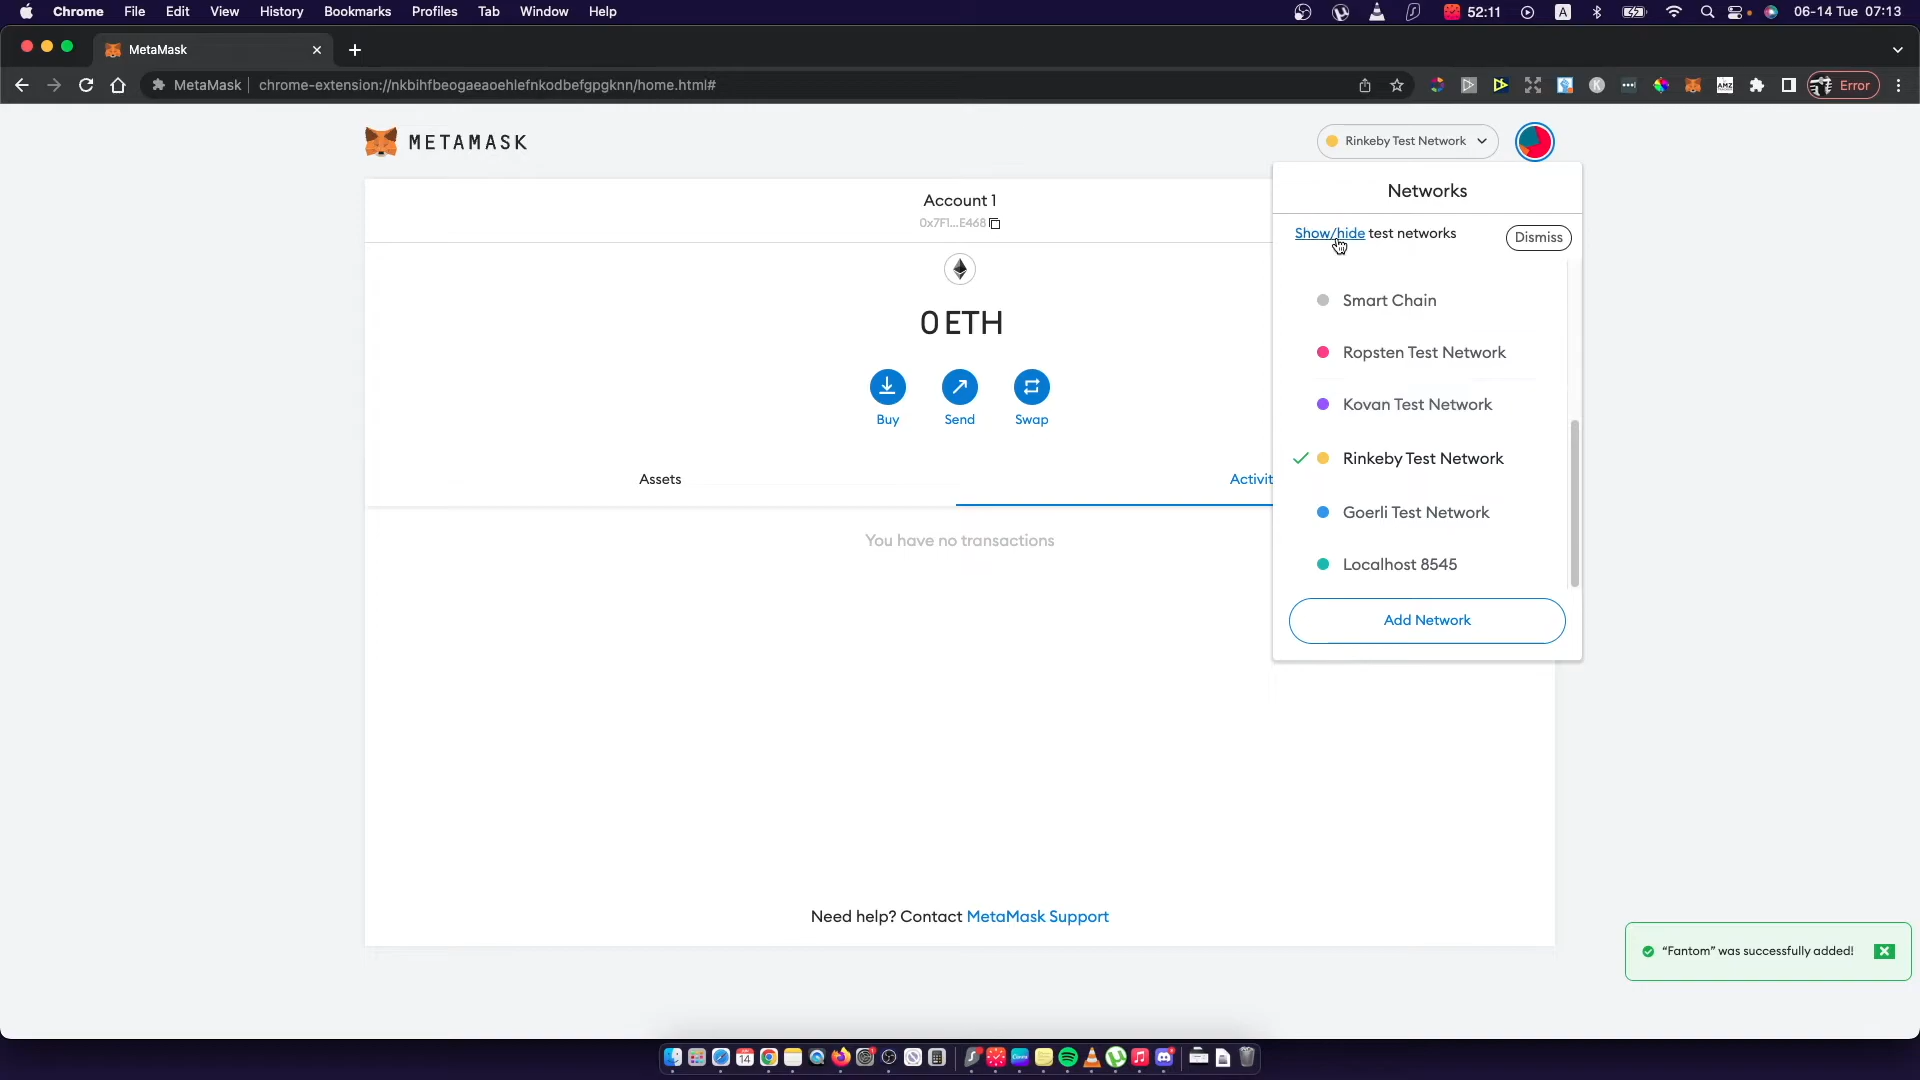 Chrome File Edit View History Bookmarks Profiles Tab Window Help 52:11 A 06-14 Tue 07:13
MetaMask
MetaMask chrome-extension://nkbihfbeogaeaoehlefnkodbefgpgknn/home.html# K AMZ Error
METAMASK
Rinkeby Test Network
Account 1
0x7F1...E468
0 ETH
Buy Send Swap
Assets Activit
You have no transactions
Need help? Contact MetaMask Support
Networks
Show/hide test networks Dismiss
Smart Chain
Ropsten Test Network
Kovan Test Network
Rinkeby Test Network
Goerli Test Network
Localhost 8545
Add Network
“Fantom” was successfully added!
14